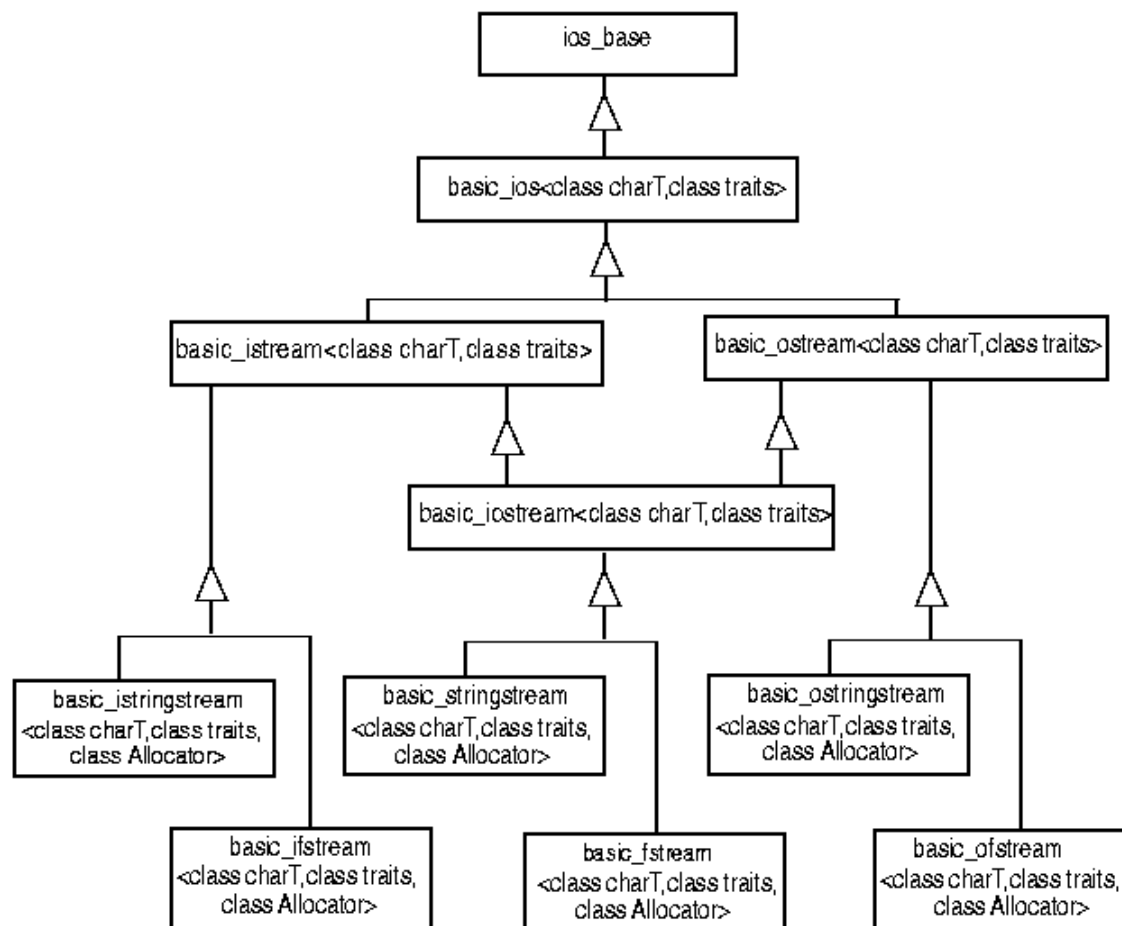 ios_base
basic_ios<class charT,class traits>
basic_istream<class charT,class traits>
basic_ostream<class charT,class traits>
basic_iostream<class charT,class traits>
basic_istringstream
<class charT,class traits,
class Allocator>
basic_stringstream
<class charT,class traits,
class Allocator>
basic_ostringstream
<class charT,class traits,
class Allocator>
basic_ifstream
<class charT,class traits,
class Allocator>
basic_fstream
<class charT,class traits,
class Allocator>
basic_ofstream
<class charT,class traits,
class Allocator>